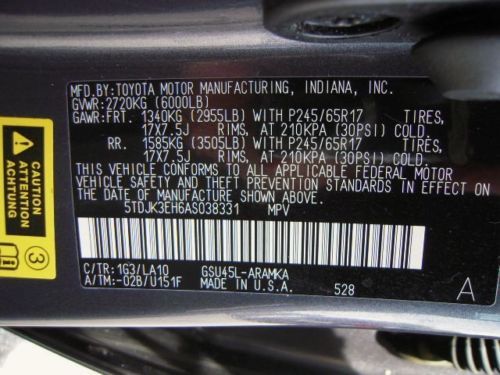 MFD.BY:TOYOTA MOTOR MANUFACTURING, INDIANA, INC.
GVWR:2720KG (6000LB)
GAWR:FRT. 1340KG (2955LB) WITH P245/65R17 TIRES,
17X7.5J RIMS, AT 210KPA (30PSI) COLD.
RR. 1585KG (3505LB) WITH P245/65R17 TIRES,
17X7.5J RIMS, AT 210KPA (30PSI) COLD.
THIS VEHICLE CONFORMS TO ALL APPLICABLE FEDERAL MOTOR
VEHICLE SAFETY AND THEFT PREVENTION STANDARDS IN EFFECT ON
THE DATE OF MANUFACTURE SHOWN ABOVE.
5TDJK3EH6AS038331 MPV
C/TR:1G3/LA10 GSU45L-ARAMKA
A/TM:-02B/U151F MADE IN U.S.A. 528 A
CAUTION
ATTENTION
ACHTUNG
3